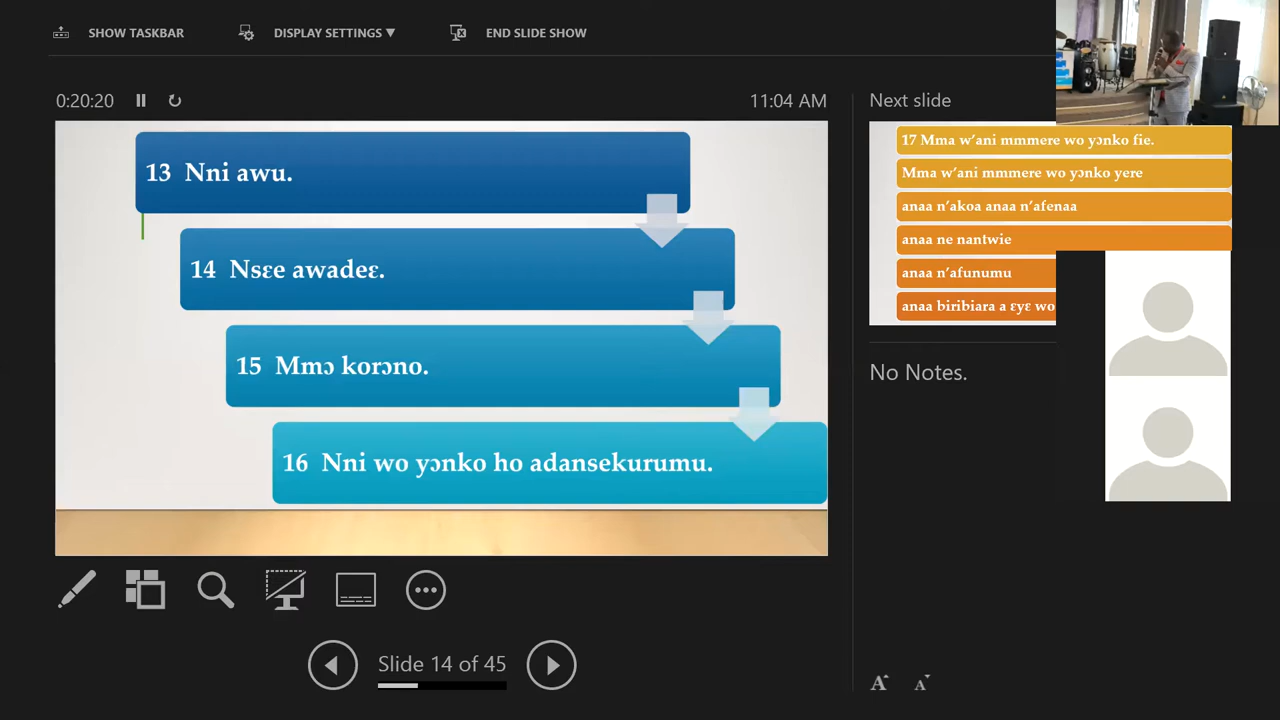 SHOW TASKBAR
DISPLAY SETTINGS ▼
END SLIDE SHOW
0:20:20
11:04 AM
13 Nni awu.
14 Nsɛe awadeɛ.
15 Mmɔ korɔno.
16 Nni wo yɔnko ho adansekurumu.
Slide 14 of 45
Next slide
17 Mma w’ani mmmere wo yɔnko fie.
Mma w’ani mmmere wo yɔnko yere
anaa n’akoa anaa n’afenaa
anaa ne nantwie
anaa n’afunumu
anaa biribiara a ɛyɛ wo
No Notes.
A A